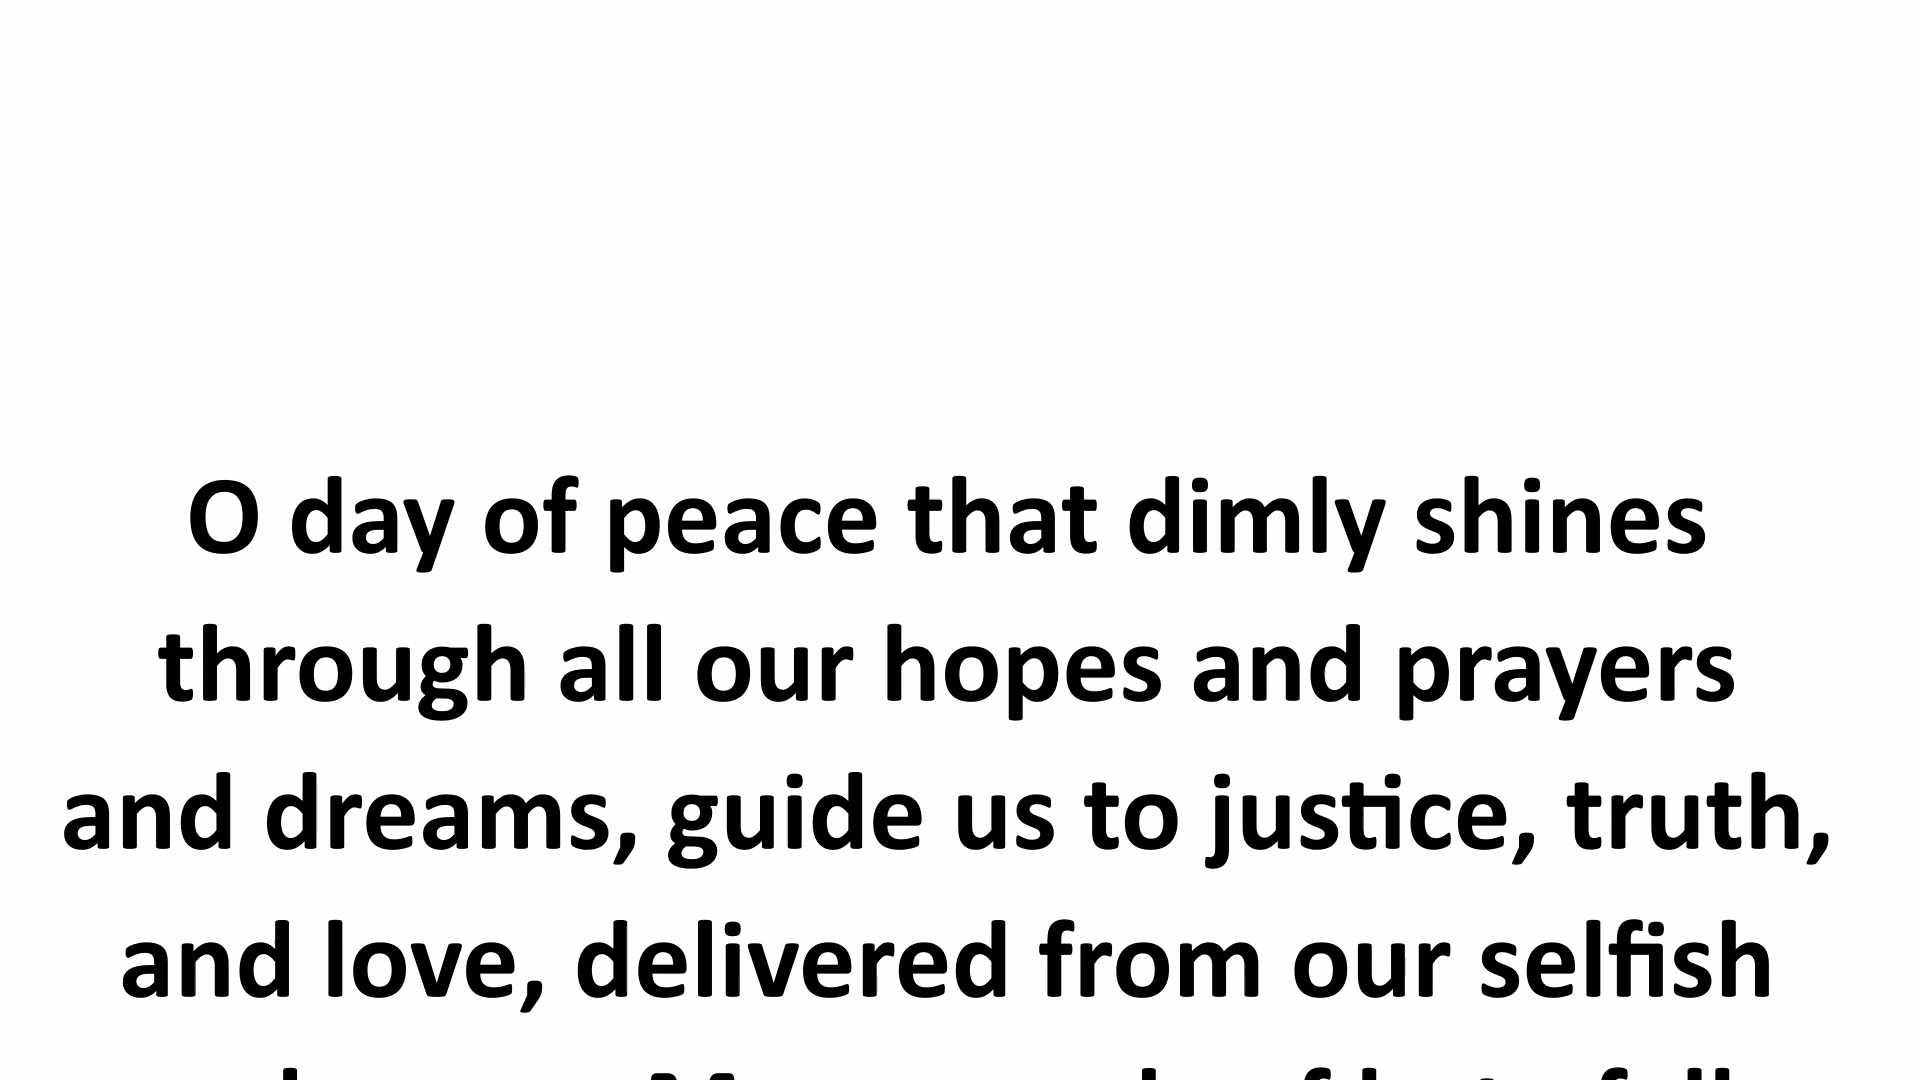 O day of peace that dimly shines
through all our hopes and prayers
and dreams, guide us to justice, truth,
and love, delivered from our selfish